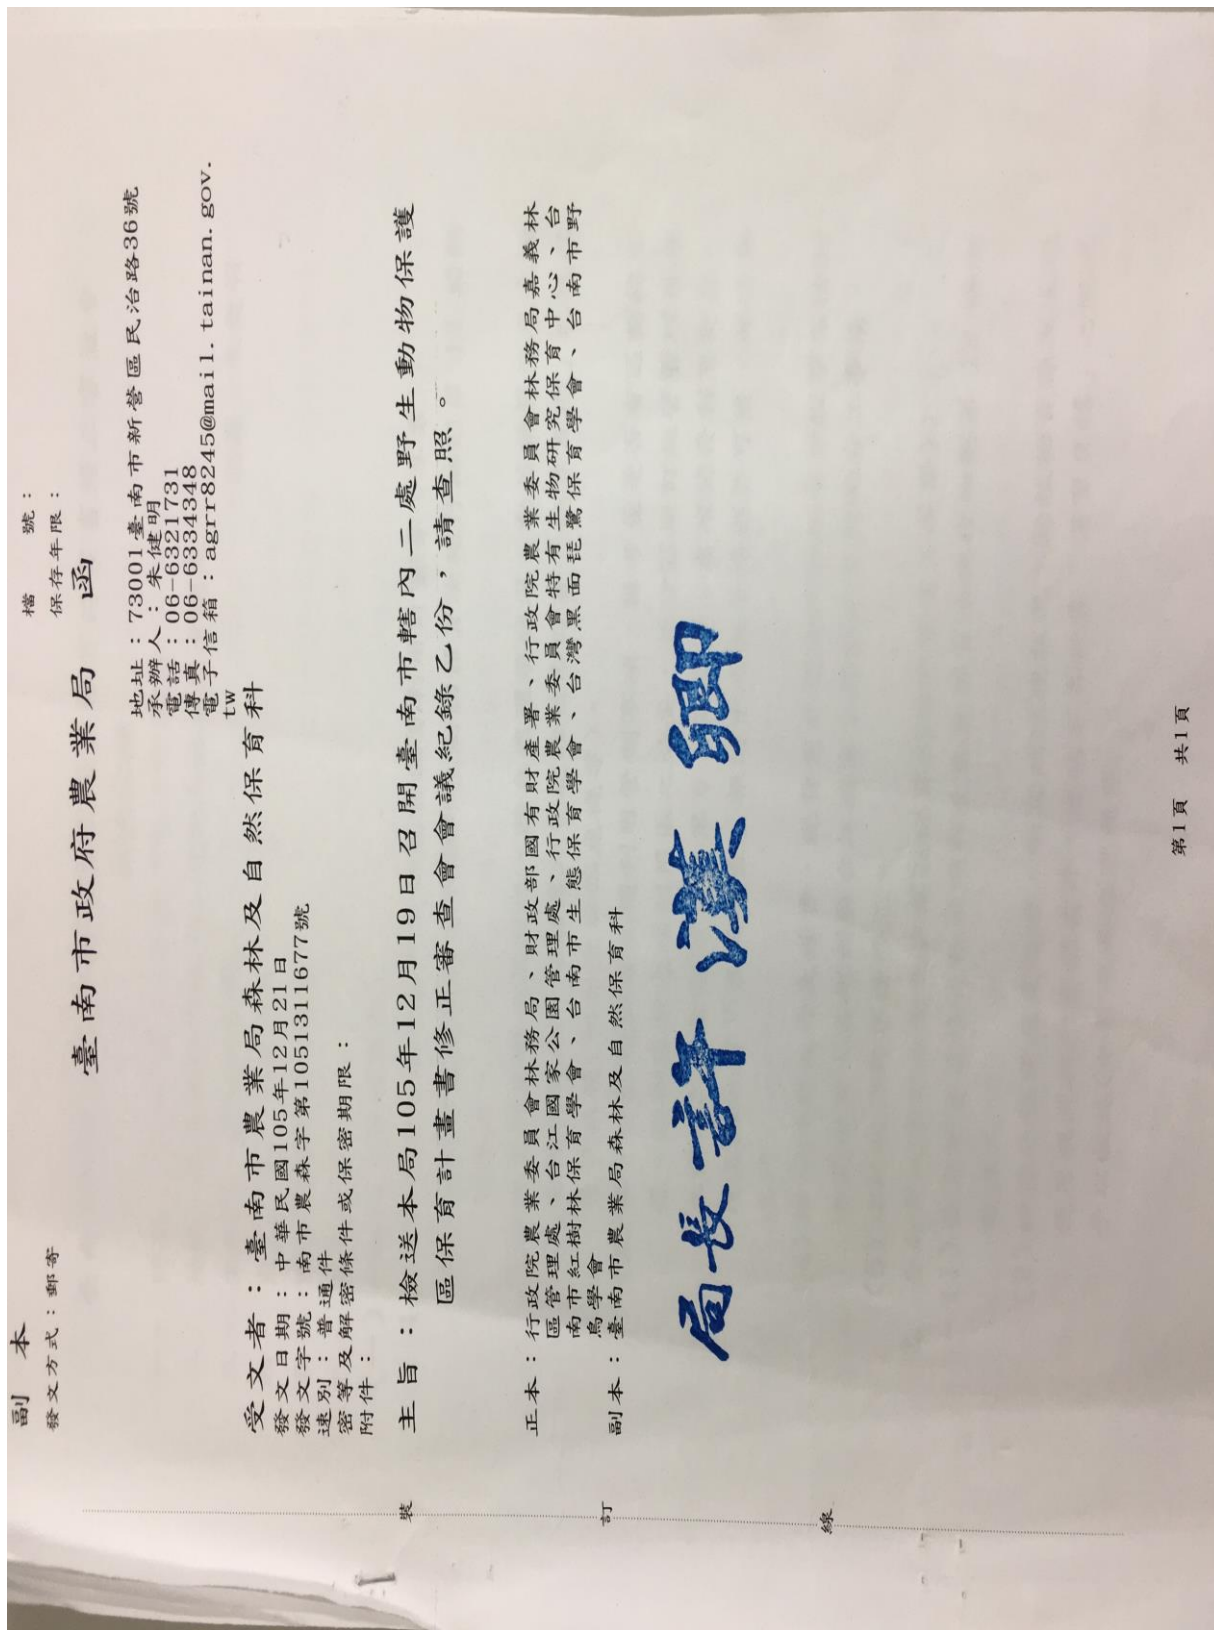 副 本
檔 號：
保存年限：
發文方式：郵寄
臺南市政府農業局 函
地址：73001臺南市新營區民治路36號
承辦人：朱健明
電話：06-6321731
傳真：06-6334348
電子信箱：agrr8245@mail.tainan.gov.
tw
受文者：臺南市農業局森林及自然保育科
發文日期：中華民國105年12月21日
發文字號：南市農森字第1051311677號
速別：普通件
密等及解密條件或保密期限：
附件：
主旨：檢送本局105年12月19日召開臺南市轄內二處野生動物保護
區保育計畫書修正審查會會議紀錄乙份，請查照。
正本：行政院農業委員會林務局、財政部國有財產署、行政院農業委員會林務局嘉義林
區管理處、台江國家公園管理處、行政院農業委員會特有生物研究保育中心、台
南市紅樹林保育學會、台南市生態保育學會、台灣黑面琵鷺保育學會、台南市野
鳥學會
副本：臺南市農業局森林及自然保育科
局長許漢卿
裝
訂
線
第1頁 共1頁